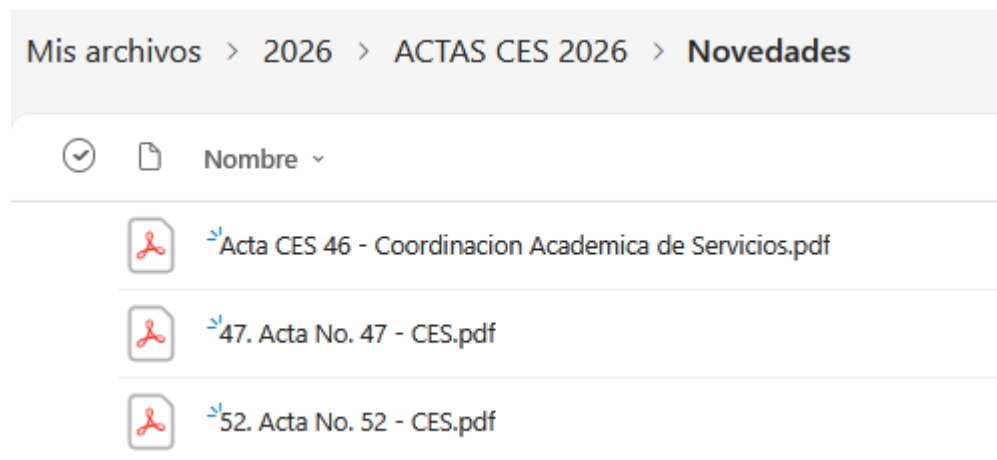 Mis archivos > 2026 > ACTAS CES 2026 > Novedades
Nombre
Acta CES 46 - Coordinacion Academica de Servicios.pdf
47. Acta No. 47 - CES.pdf
52. Acta No. 52 - CES.pdf